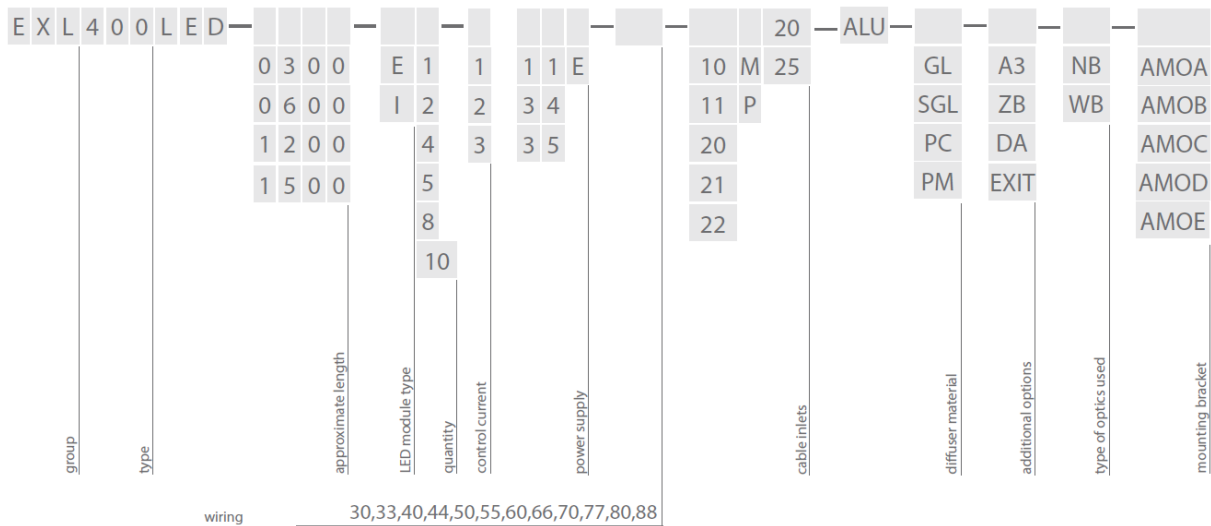 EXL400LED — — — — — 20 — ALU — — — —
0300 E 1 1 11E 10 M 25 GL A3 NB AMOA
0600 I 2 2 34 11 P SGL ZB WB AMOB
1200 4 3 35 20 PC DA AMOC
1500 5 21 PM EXIT AMOD
8 22 AMOE
10
group
type
approximate length
LED module type
quantity
control current
power supply
cable inlets
diffuser material
additional options
type of optics used
mounting bracket
wiring 30,33,40,44,50,55,60,66,70,77,80,88